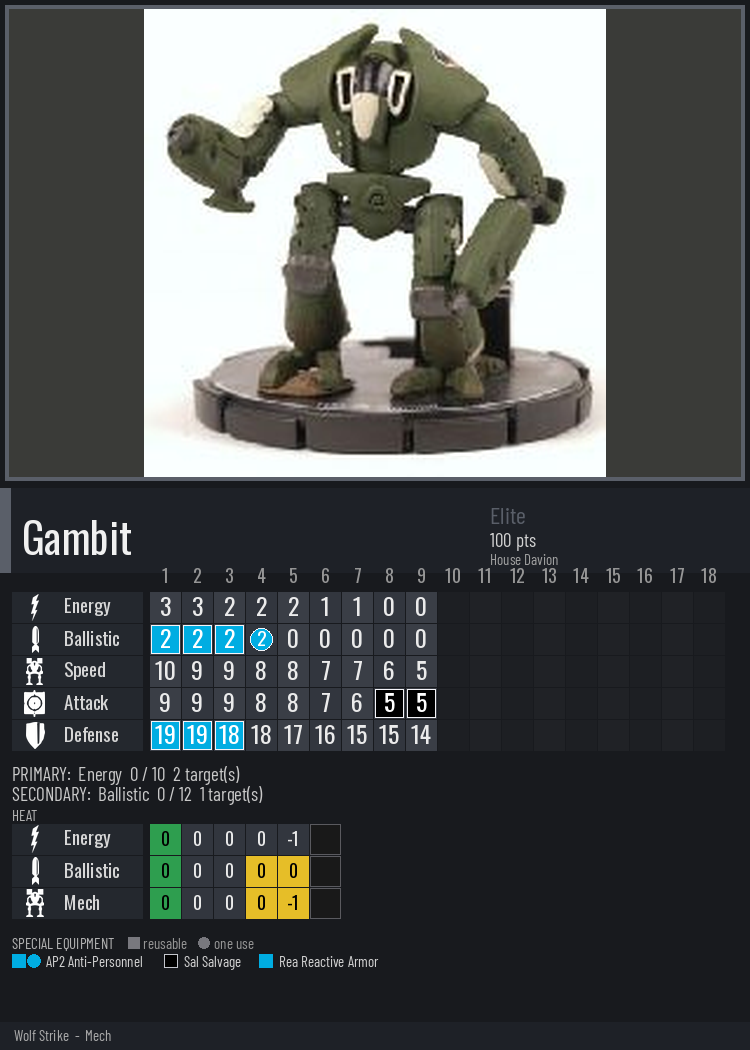 Gambit
Elite
100 pts
House Davion
1 2 3 4 5 6 7 8 9 10 11 12 13 14 15 16 17 18
Energy 3 3 2 2 2 1 1 0 0
Ballistic 2 2 2 2 0 0 0 0 0
Speed 10 9 9 8 8 7 7 6 5
Attack 9 9 9 8 8 7 6 5 5
Defense 19 19 18 18 17 16 15 15 14
PRIMARY: Energy 0 / 10 2 target(s)
SECONDARY: Ballistic 0 / 12 1 target(s)
HEAT
Energy 0 0 0 0 -1
Ballistic 0 0 0 0 0
Mech 0 0 0 0 -1
SPECIAL EQUIPMENT reusable one use
AP2 Anti-Personnel Sal Salvage Rea Reactive Armor
Wolf Strike - Mech